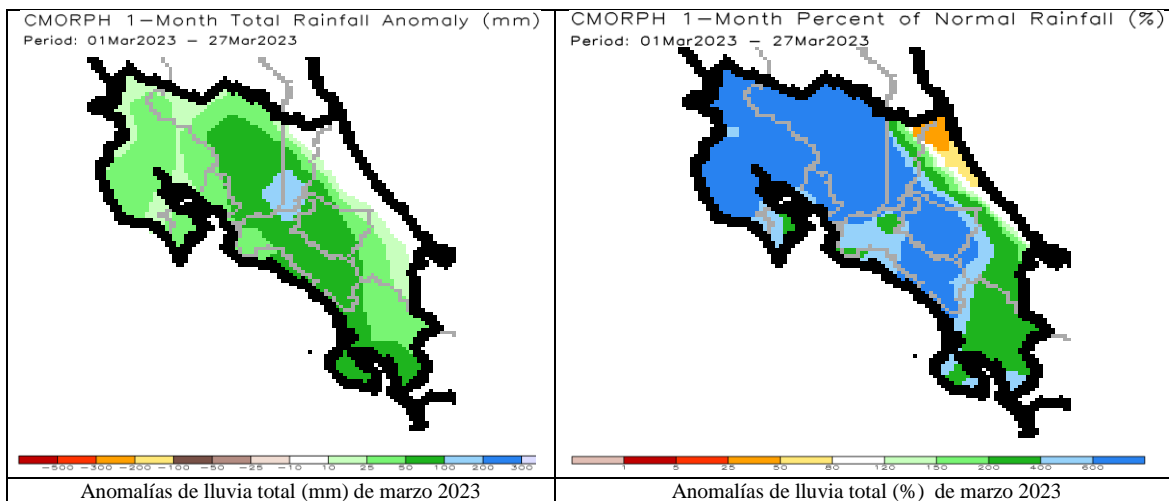 CMORPH 1-Month Total Rainfall Anomaly (mm)
Period: 01Mar2023 - 27Mar2023
-500 -300 -200 -100 -50 -25 -10 10 25 50 100 200 300
Anomalías de lluvia total (mm) de marzo 2023
CMORPH 1-Month Percent of Normal Rainfall (%)
Period: 01Mar2023 - 27Mar2023
1 5 25 50 80 120 150 200 400 600
Anomalías de lluvia total (%) de marzo 2023